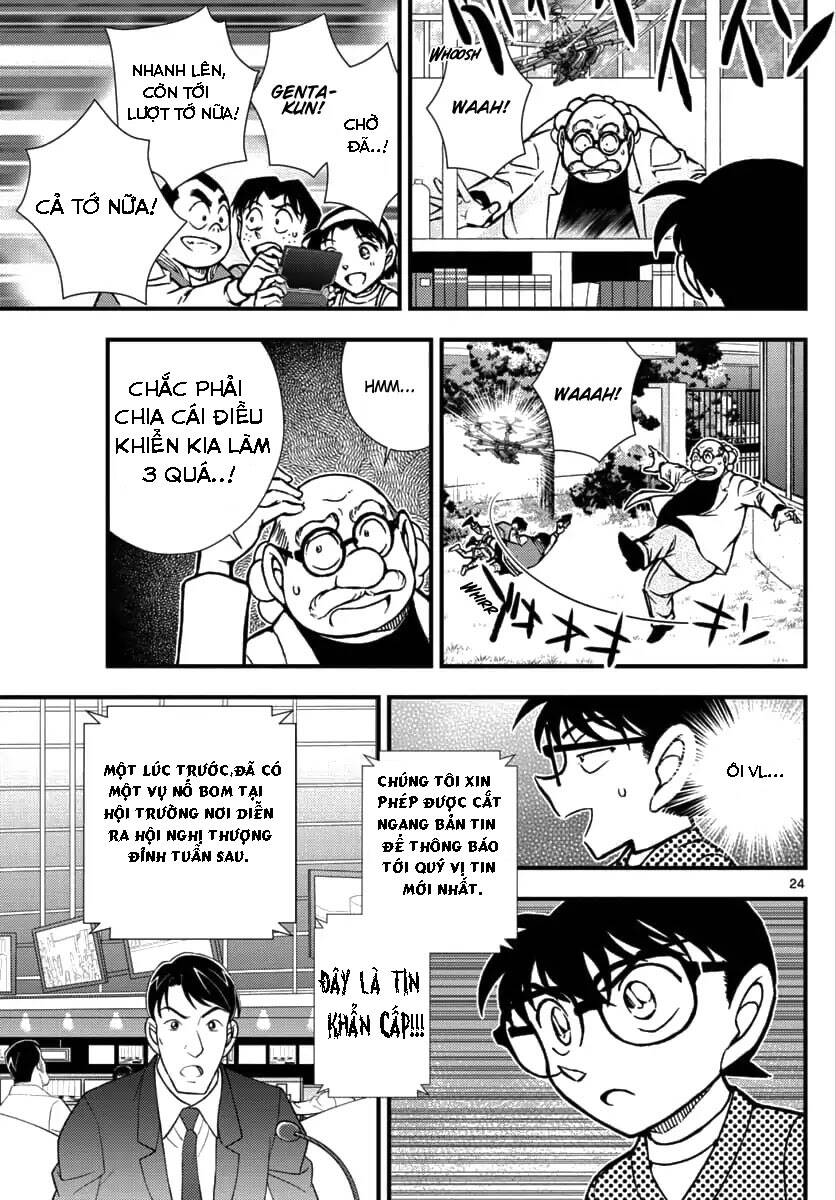 WHOOSH
WAAH!
GENTA-
KUN!
CHỜ
ĐÃ..!
NHANH LÊN,
CÒN TỚI
LƯỢT TỚ NỮA!
CẢ TỚ NỮA!
WAAAH!
WHIRR
HMM...
CHẮC PHẢI
CHIA CÁI ĐIỀU
KHIỂN KIA LÀM
3 QUÁ..!
ÔI VL...
24
CHÚNG TÔI XIN
PHÉP ĐƯỢC CẮT
NGANG BẢN TIN
ĐỂ THÔNG BÁO
TỚI QUÝ VỊ TIN
MỚI NHẤT.
MỘT LÚC TRƯỚC,ĐÃ CÓ
MỘT VỤ NỔ BOM TẠI
HỘI TRƯỜNG NƠI DIỄN
RA HỘI NGHỊ THƯỢNG
ĐỈNH TUẦN SAU.
ĐÂY LÀ TIN
KHẨN CẤP!!!